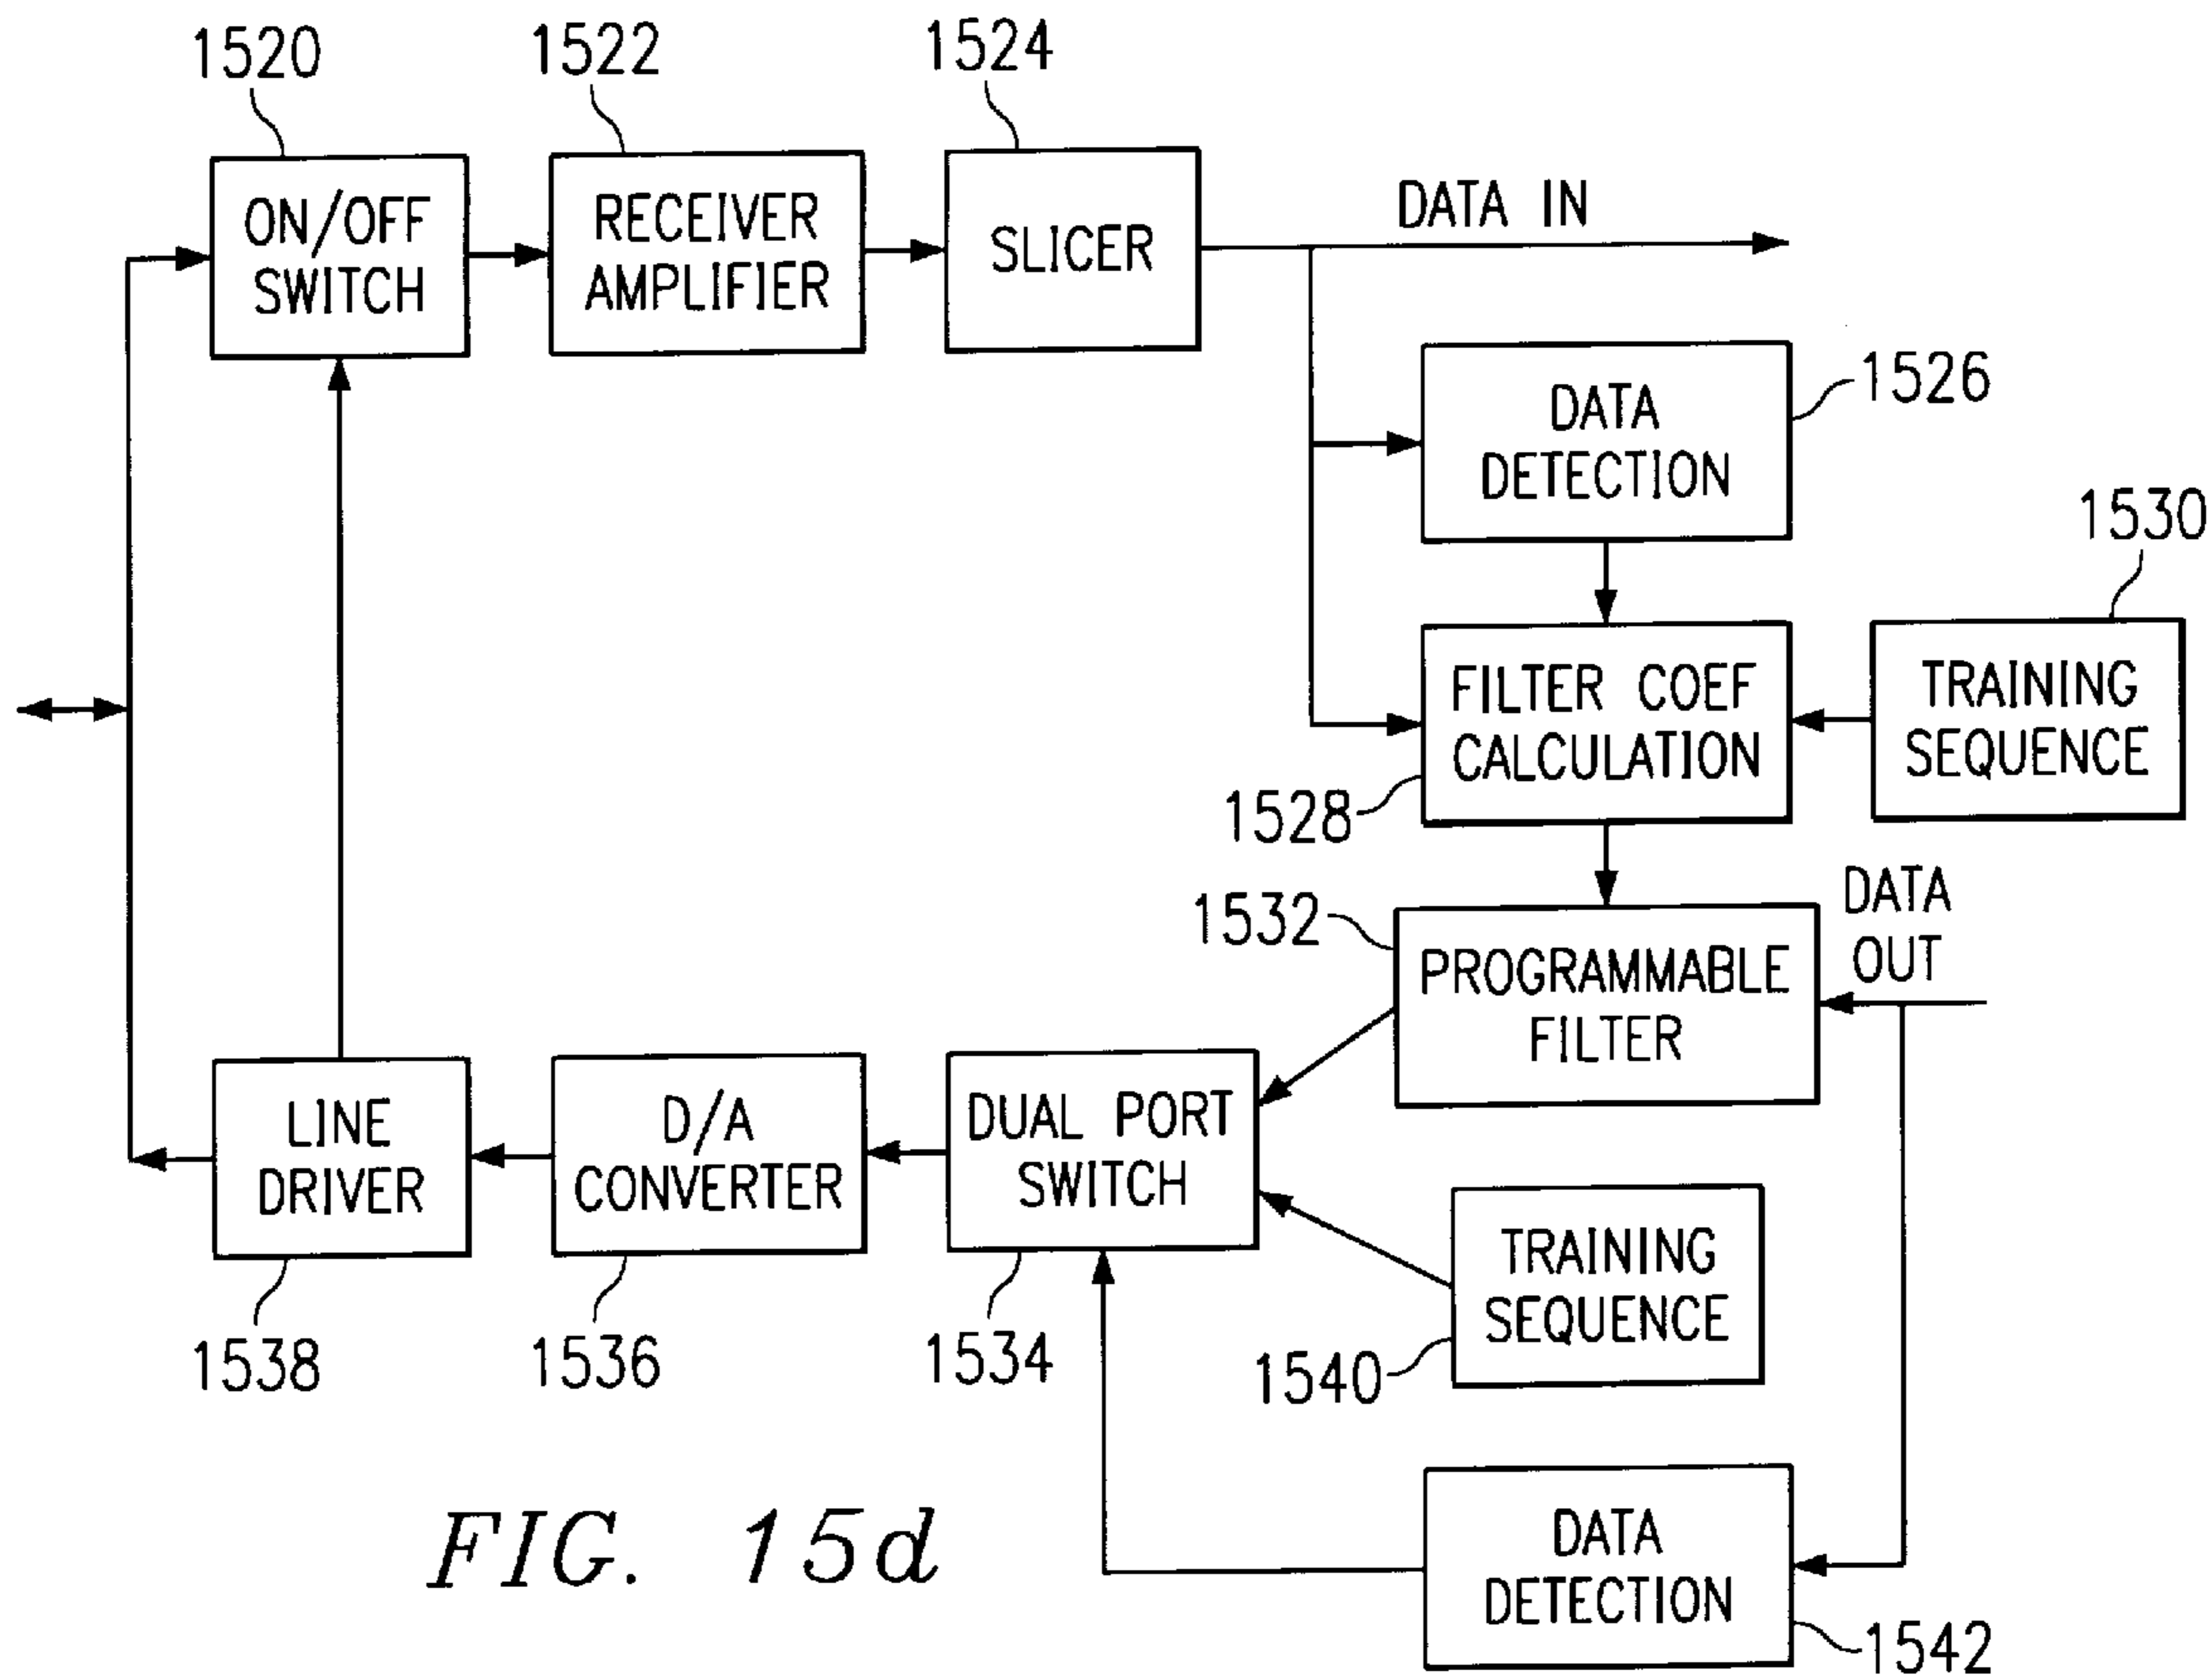 1520
1522
1524
ON/OFF
SWITCH
RECEIVER
AMPLIFIER
SLICER
DATA IN
DATA
DETECTION
1526
1530
FILTER COEF
CALCULATION
1528
TRAINING
SEQUENCE
1532
PROGRAMMABLE
FILTER
DATA
OUT
LINE
DRIVER
D/A
CONVERTER
DUAL PORT
SWITCH
1538
1536
1534
TRAINING
SEQUENCE
1540
DATA
DETECTION
1542
FIG. 15d